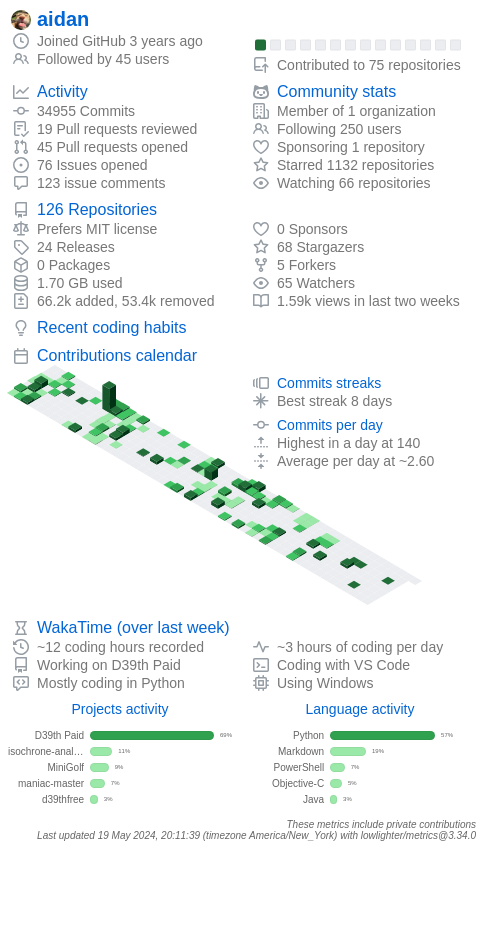 aidan
Joined GitHub 3 years ago
Followed by 45 users
Contributed to 75 repositories
Activity
34955 Commits
19 Pull requests reviewed
45 Pull requests opened
76 Issues opened
123 issue comments
Community stats
Member of 1 organization
Following 250 users
Sponsoring 1 repository
Starred 1132 repositories
Watching 66 repositories
126 Repositories
Prefers MIT license
24 Releases
0 Packages
1.70 GB used
66.2k added, 53.4k removed
0 Sponsors
68 Stargazers
5 Forkers
65 Watchers
1.59k views in last two weeks
Recent coding habits
Contributions calendar
Commits streaks
Best streak 8 days
Commits per day
Highest in a day at 140
Average per day at ~2.60
WakaTime (over last week)
~12 coding hours recorded
Working on D39th Paid
Mostly coding in Python
~3 hours of coding per day
Coding with VS Code
Using Windows
Projects activity
D39th Paid 69%
isochrone-anal… 11%
MiniGolf 9%
maniac-master 7%
d39thfree 3%
Language activity
Python 57%
Markdown 19%
PowerShell 7%
Objective-C 5%
Java 3%
These metrics include private contributions
Last updated 19 May 2024, 20:11:39 (timezone America/New_York) with lowlighter/metrics@3.34.0